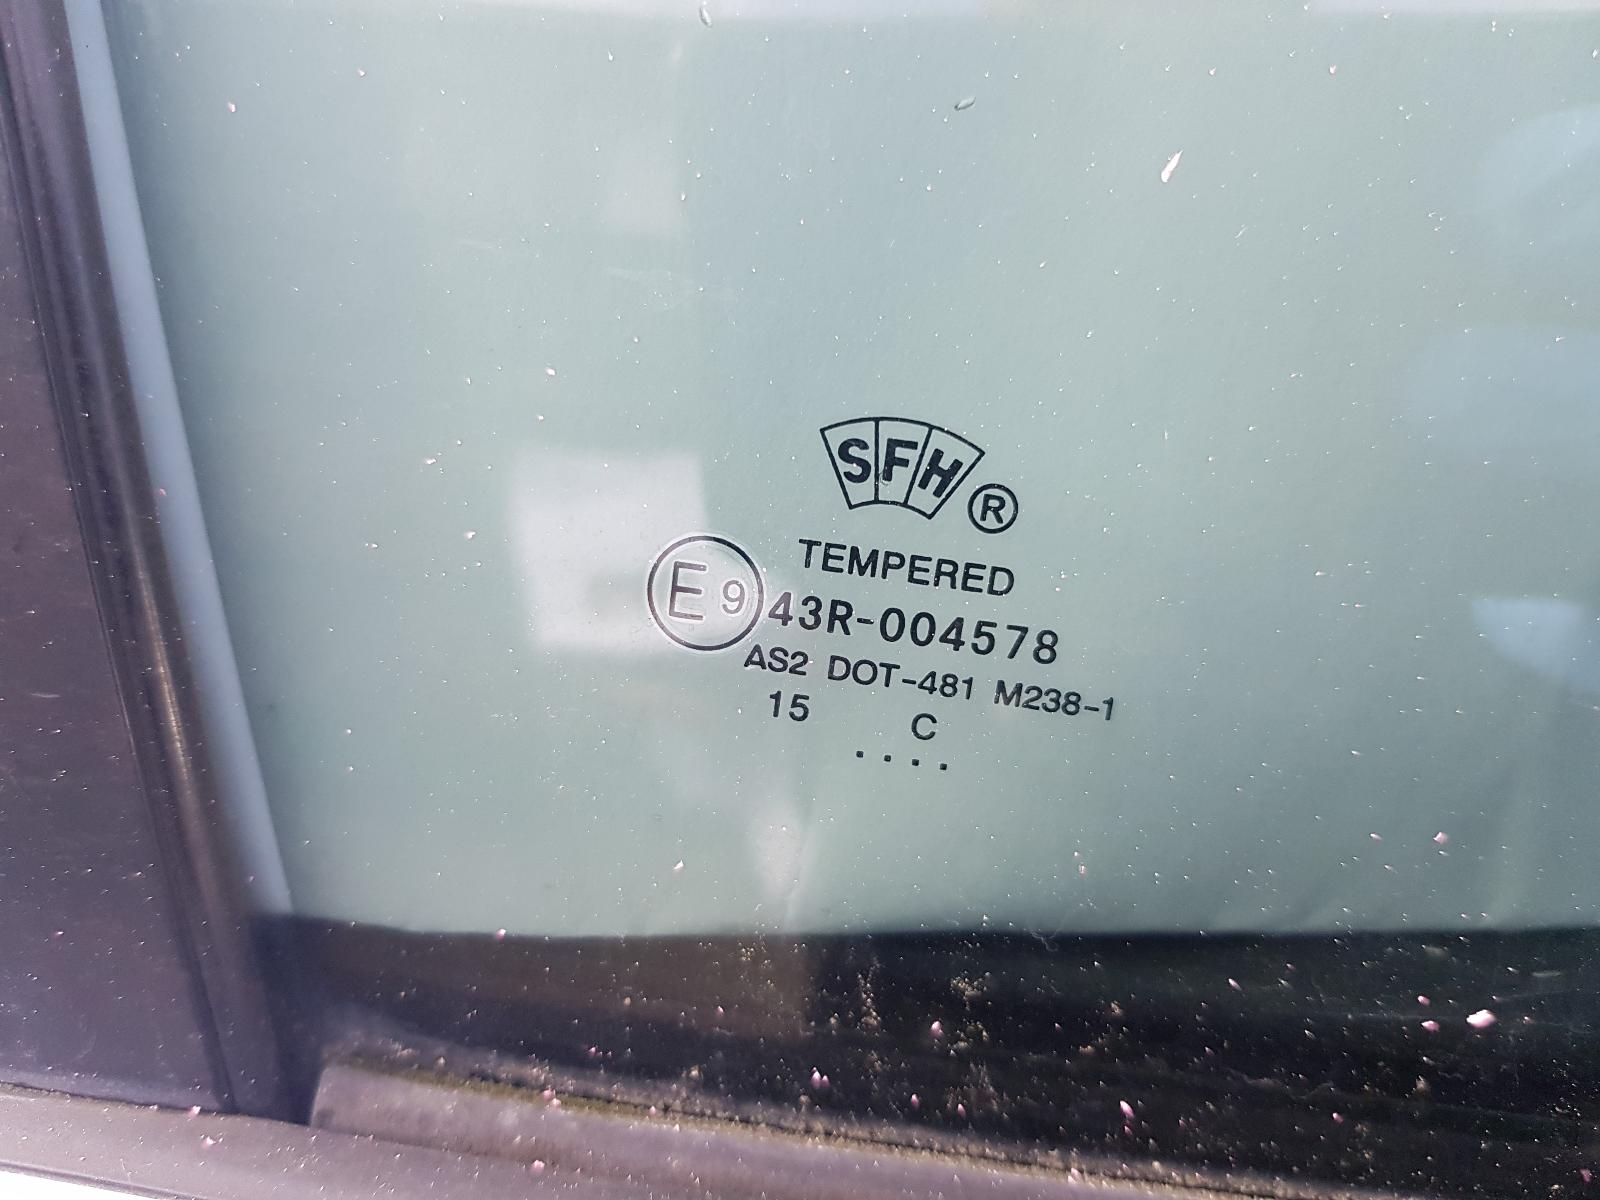 SFH ®
TEMPERED
E9 43R-004578
AS2 DOT-481 M238-1
15 C
....